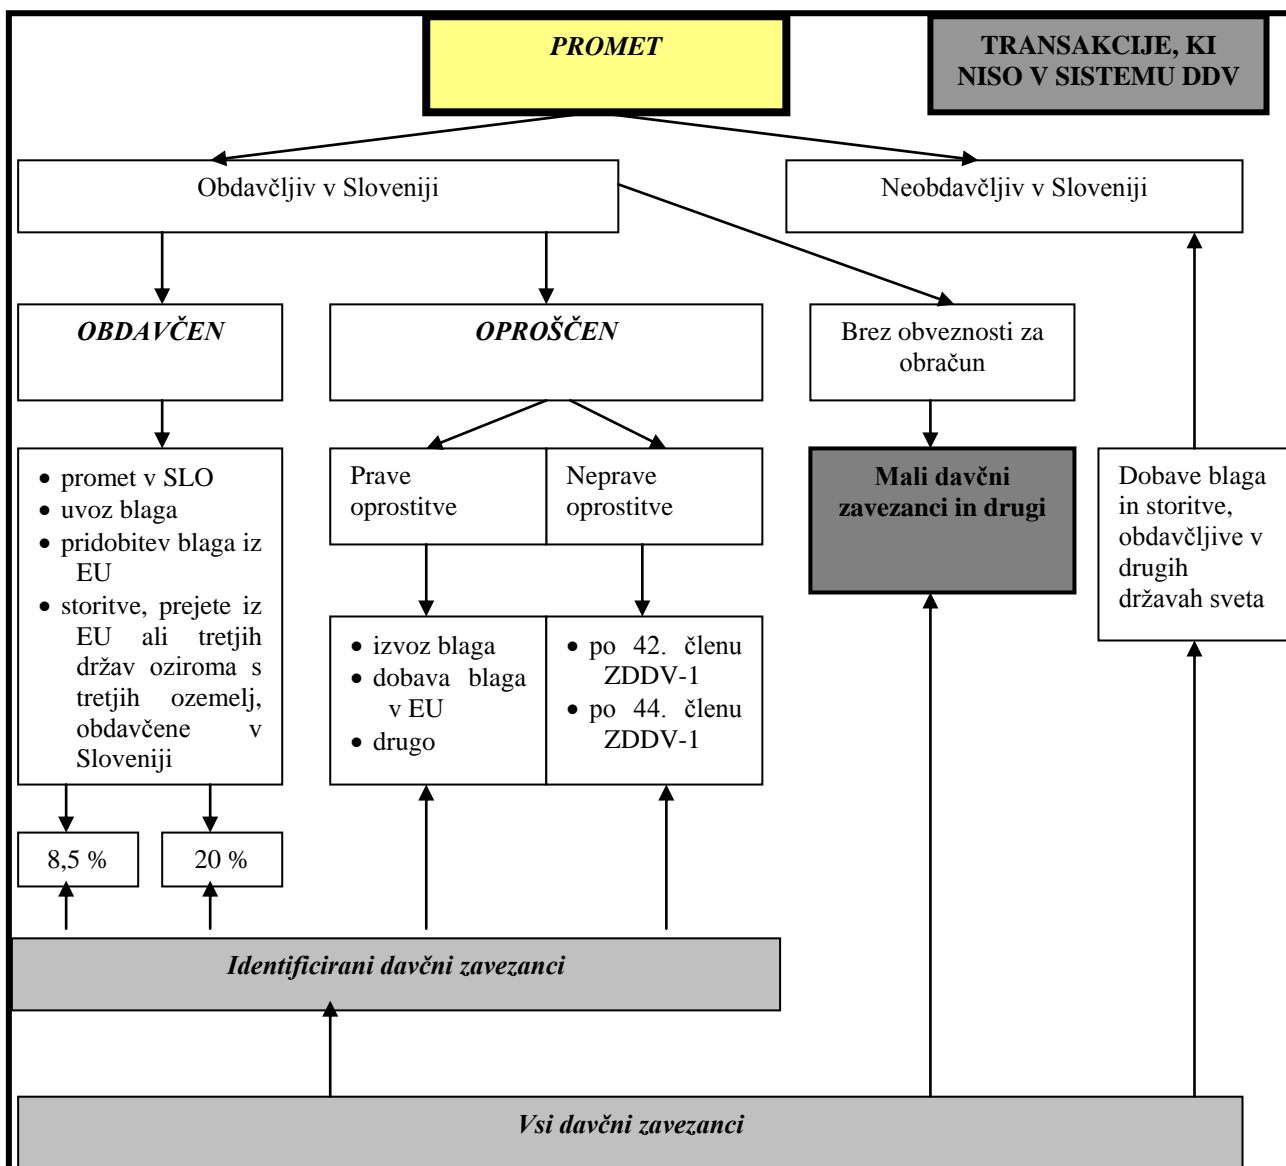 PROMET
TRANSAKCIJE, KI
NISO V SISTEMU DDV
Obdavčljiv v Sloveniji
Neobdavčljiv v Sloveniji
OBDAVČEN
OPROŠČEN
Brez obveznosti za
obračun
• promet v SLO
• uvoz blaga
• pridobitev blaga iz
EU
• storitve, prejete iz
EU ali tretjih
držav oziroma s
tretjih ozemelj,
obdavčene v
Sloveniji
Prave
oprostitve
Neprave
oprostitve
Mali davčni
zavezanci in drugi
Dobave blaga
in storitve,
obdavčljive v
drugih
državah sveta
• izvoz blaga
• dobava blaga
v EU
• drugo
• po 42. členu
ZDDV-1
• po 44. členu
ZDDV-1
8,5 %
20 %
Identificirani davčni zavezanci
Vsi davčni zavezanci